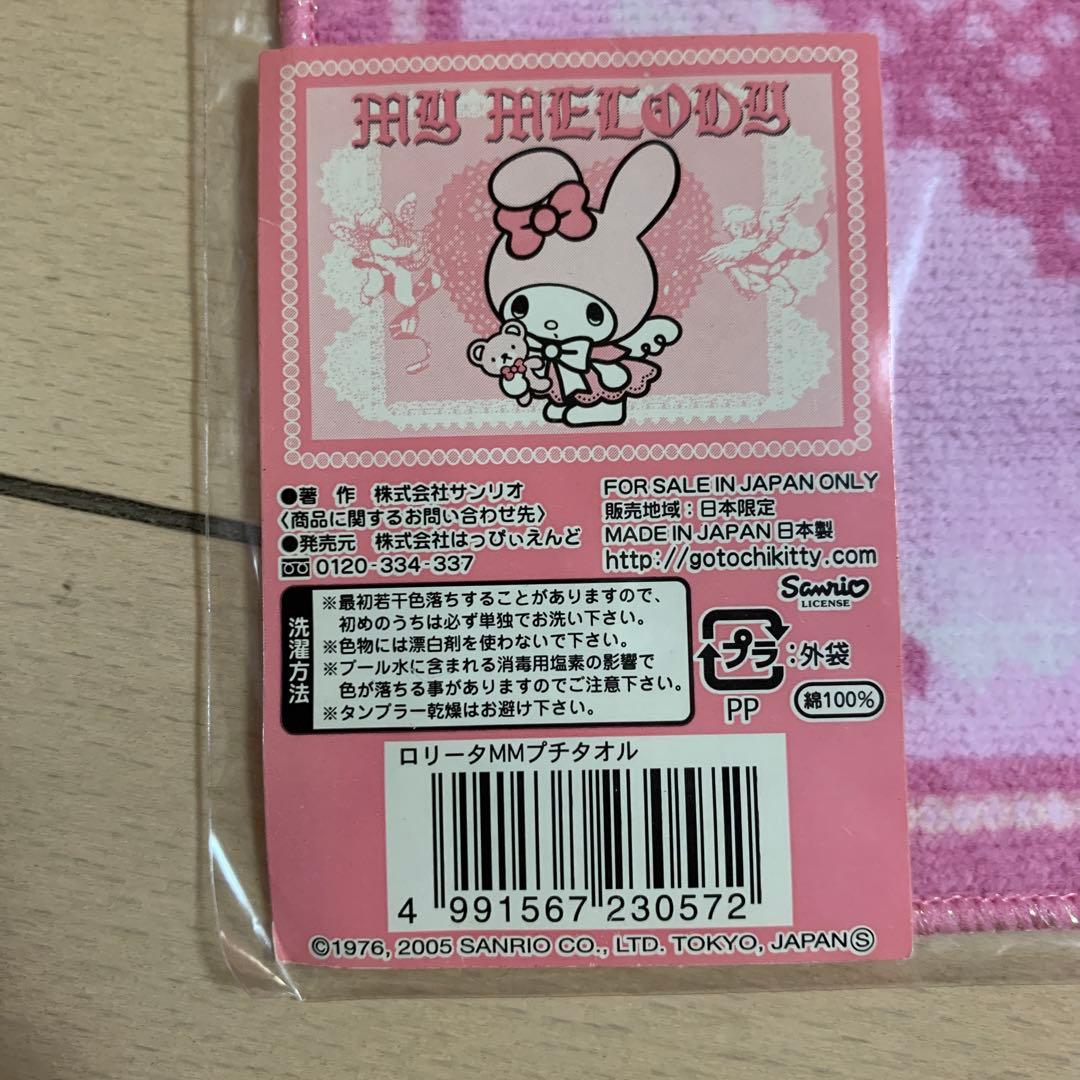 MY MELODY
●著 作 株式会社サンリオ
〈商品に関するお問い合わせ先〉
●発売元 株式会社はっぴぃえんど
0120-334-337
FOR SALE IN JAPAN ONLY
販売地域：日本限定
MADE IN JAPAN 日本製
http://gotochikitty.com
Sanrio
LICENSE
洗濯方法
※最初若干色落ちすることがありますので、
初めのうちは必ず単独でお洗い下さい。
※色物には漂白剤を使わないで下さい。
※プール水に含まれる消毒用塩素の影響で
色が落ちる事がありますのでご注意下さい。
※タンブラー乾燥はお避け下さい。
プラ：外袋
PP
綿100%
ロリータMMプチタオル
4 991567 230572
©1976, 2005 SANRIO CO., LTD. TOKYO, JAPAN Ⓢ